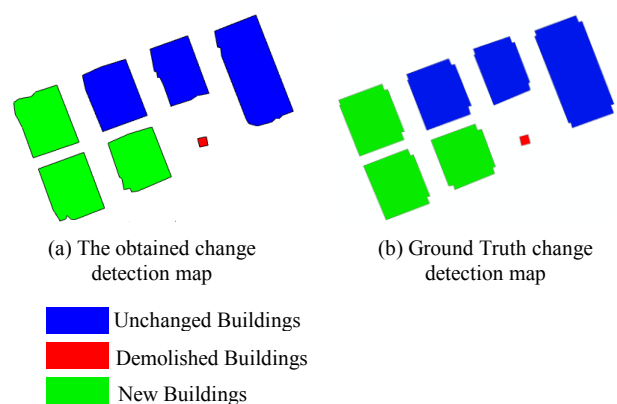 (a) The obtained change
detection map
(b) Ground Truth change
detection map
Unchanged Buildings
Demolished Buildings
New Buildings